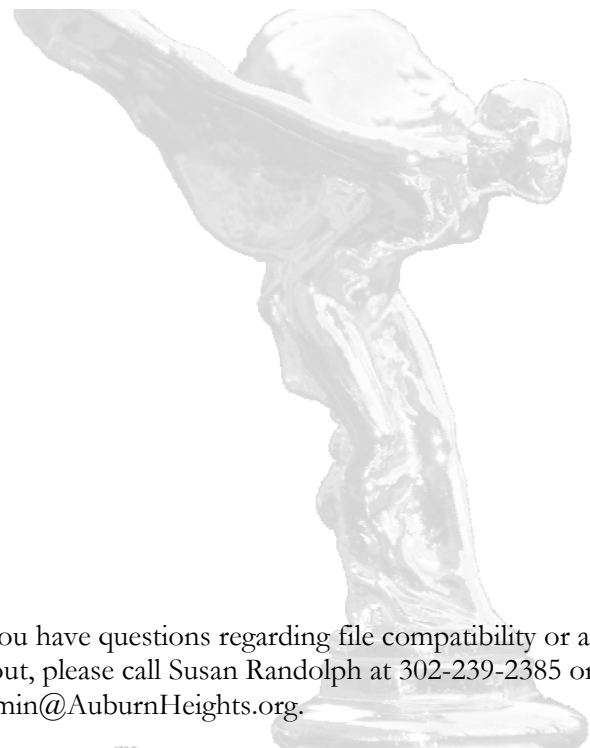 ou have questions regarding file compatibility or a
out, please call Susan Randolph at 302-239-2385 or
min@AuburnHeights.org.